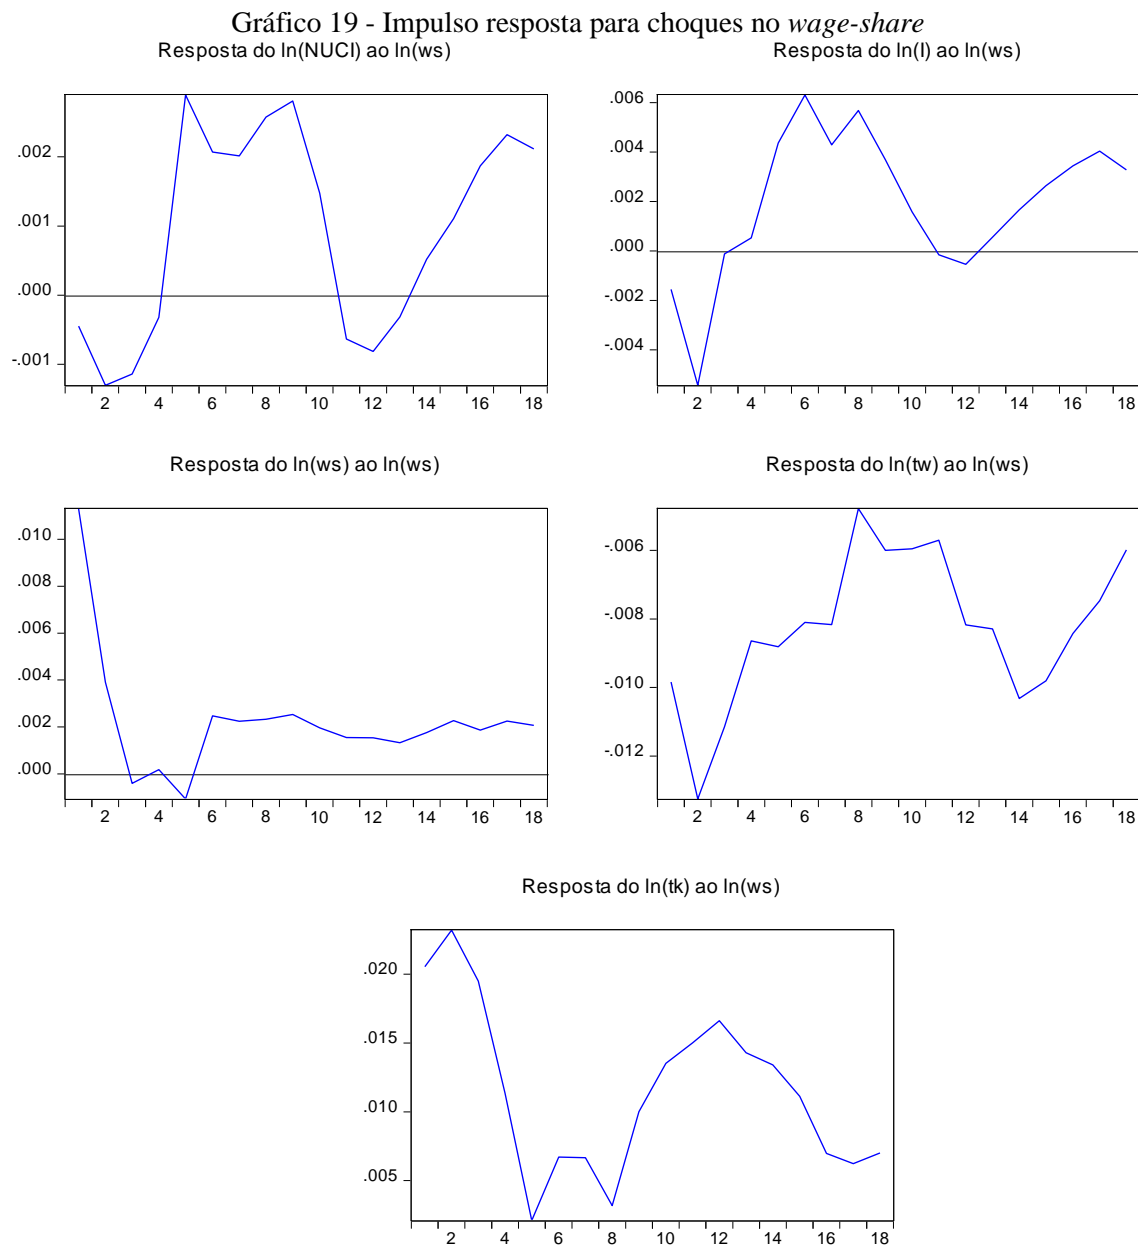 Gráfico 19 - Impulso resposta para choques no wage-share
Resposta do ln(NUCI) ao ln(ws)
.002
.001
.000
-.001
2 4 6 8 10 12 14 16 18
Resposta do ln(I) ao ln(ws)
.006
.004
.002
.000
-.002
-.004
2 4 6 8 10 12 14 16 18
Resposta do ln(ws) ao ln(ws)
.010
.008
.006
.004
.002
.000
2 4 6 8 10 12 14 16 18
Resposta do ln(tw) ao ln(ws)
-.006
-.008
-.010
-.012
2 4 6 8 10 12 14 16 18
Resposta do ln(tk) ao ln(ws)
.020
.015
.010
.005
2 4 6 8 10 12 14 16 18